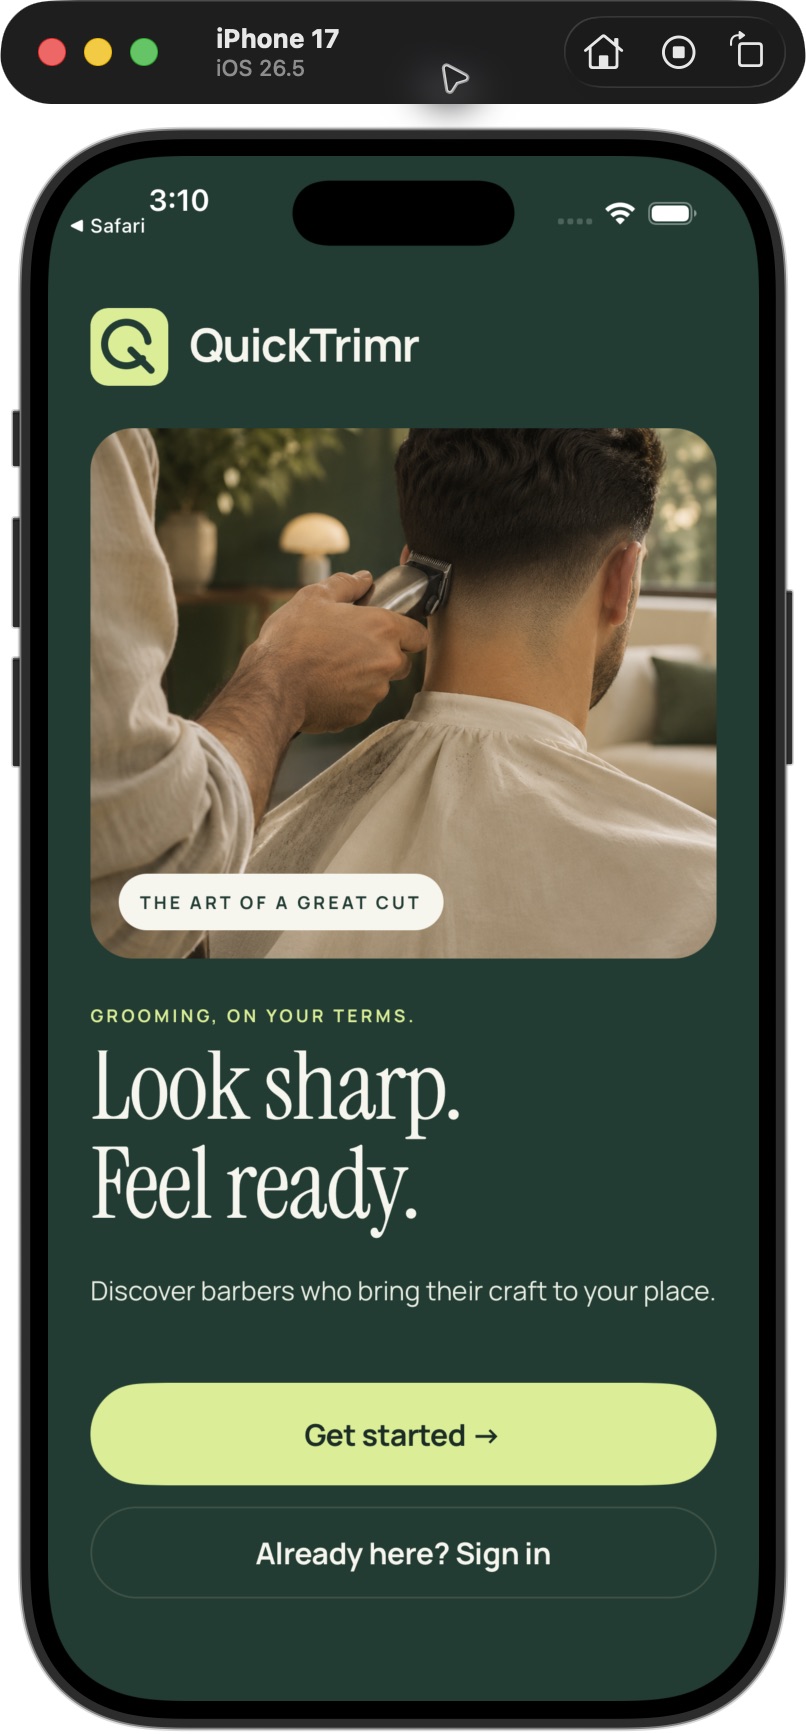 iPhone 17
iOS 26.5
3:10
◀ Safari
QuickTrimr
THE ART OF A GREAT CUT
GROOMING, ON YOUR TERMS.
Look sharp.
Feel ready.
Discover barbers who bring their craft to your place.
Get started →
Already here? Sign in